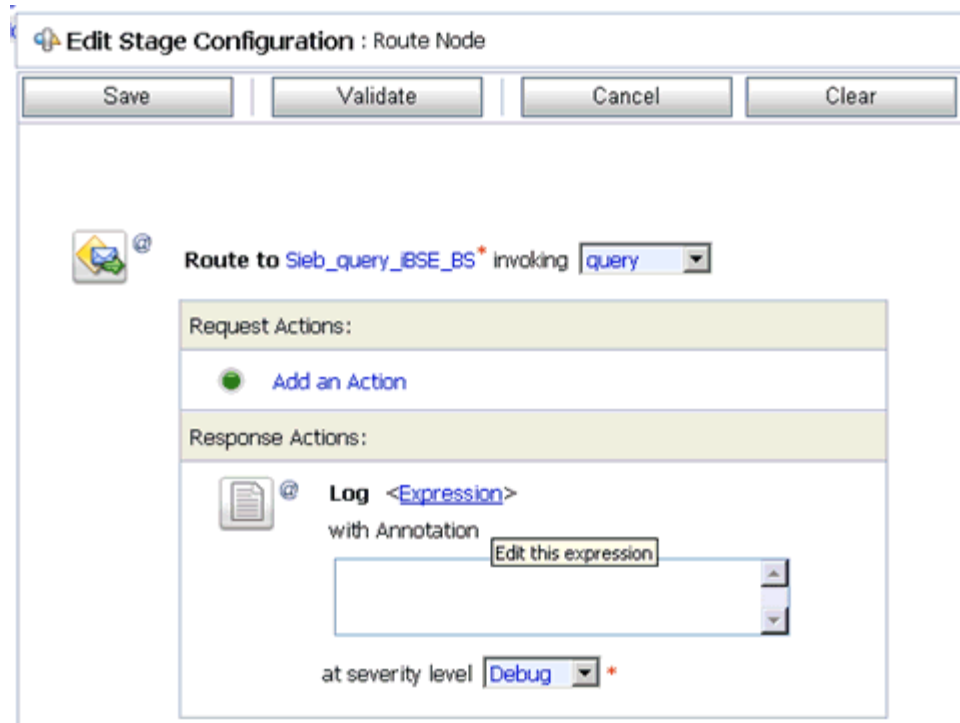 Edit Stage Configuration : Route Node
Save Validate Cancel Clear
@ Route to Sieb_query_iBSE_BS* invoking query
Request Actions:
Add an Action
Response Actions:
@ Log <Expression>
with Annotation
Edit this expression
at severity level Debug *